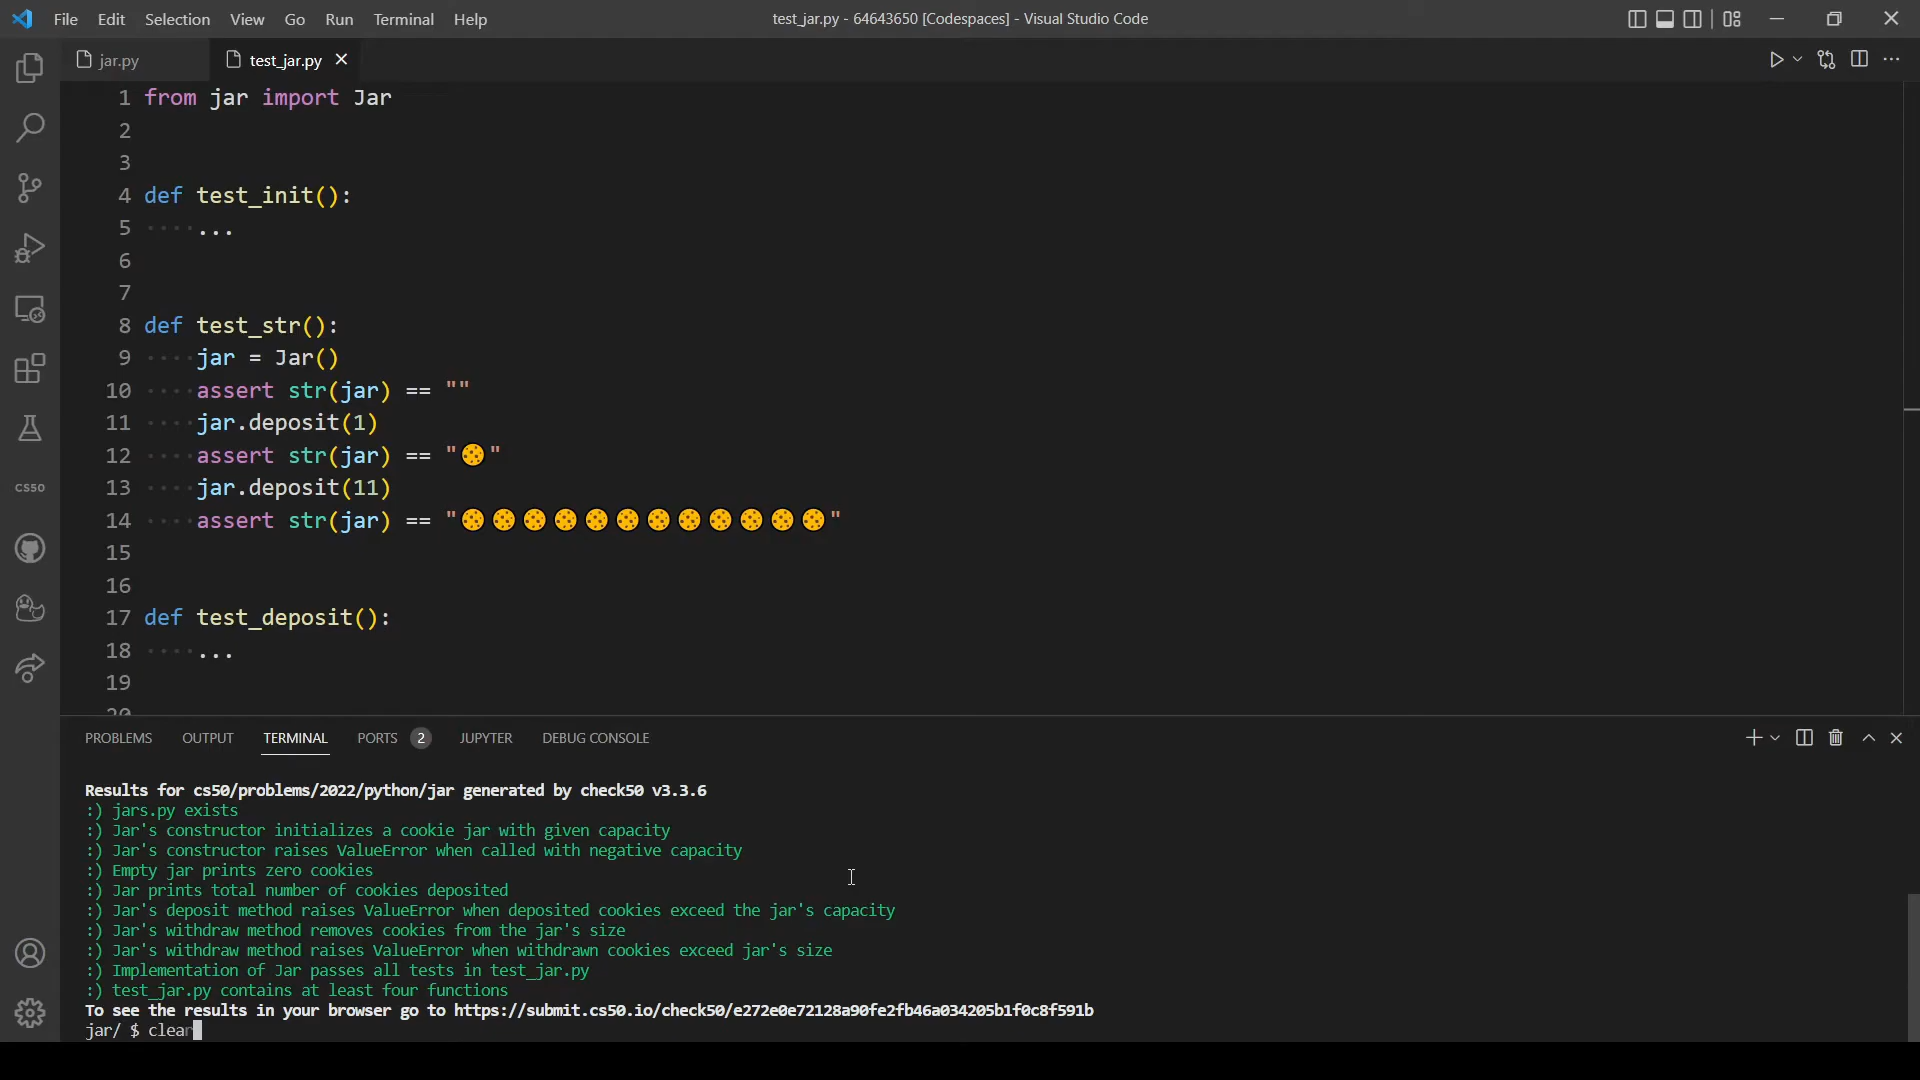 File Edit Selection View Go Run Terminal Help
test_jar.py - 64643650 [Codespaces] - Visual Studio Code
jar.py
test_jar.py
1 from jar import Jar
2
3
4 def test_init():
5 ...
6
7
8 def test_str():
9 jar = Jar()
10 assert str(jar) == ""
11 jar.deposit(1)
12 assert str(jar) == "🍪"
13 jar.deposit(11)
14 assert str(jar) == "🍪🍪🍪🍪🍪🍪🍪🍪🍪🍪🍪🍪"
15
16
17 def test_deposit():
18 ...
19
20
CS50
PROBLEMS OUTPUT TERMINAL PORTS 2 JUPYTER DEBUG CONSOLE
Results for cs50/problems/2022/python/jar generated by check50 v3.3.6
:) jars.py exists
:) Jar's constructor initializes a cookie jar with given capacity
:) Jar's constructor raises ValueError when called with negative capacity
:) Empty jar prints zero cookies
:) Jar prints total number of cookies deposited
:) Jar's deposit method raises ValueError when deposited cookies exceed the jar's capacity
:) Jar's withdraw method removes cookies from the jar's size
:) Jar's withdraw method raises ValueError when withdrawn cookies exceed jar's size
:) Implementation of Jar passes all tests in test_jar.py
:) test_jar.py contains at least four functions
To see the results in your browser go to https://submit.cs50.io/check50/e272e0e72128a90fe2fb46a034205b1f0c8f591b
jar/ $ clear